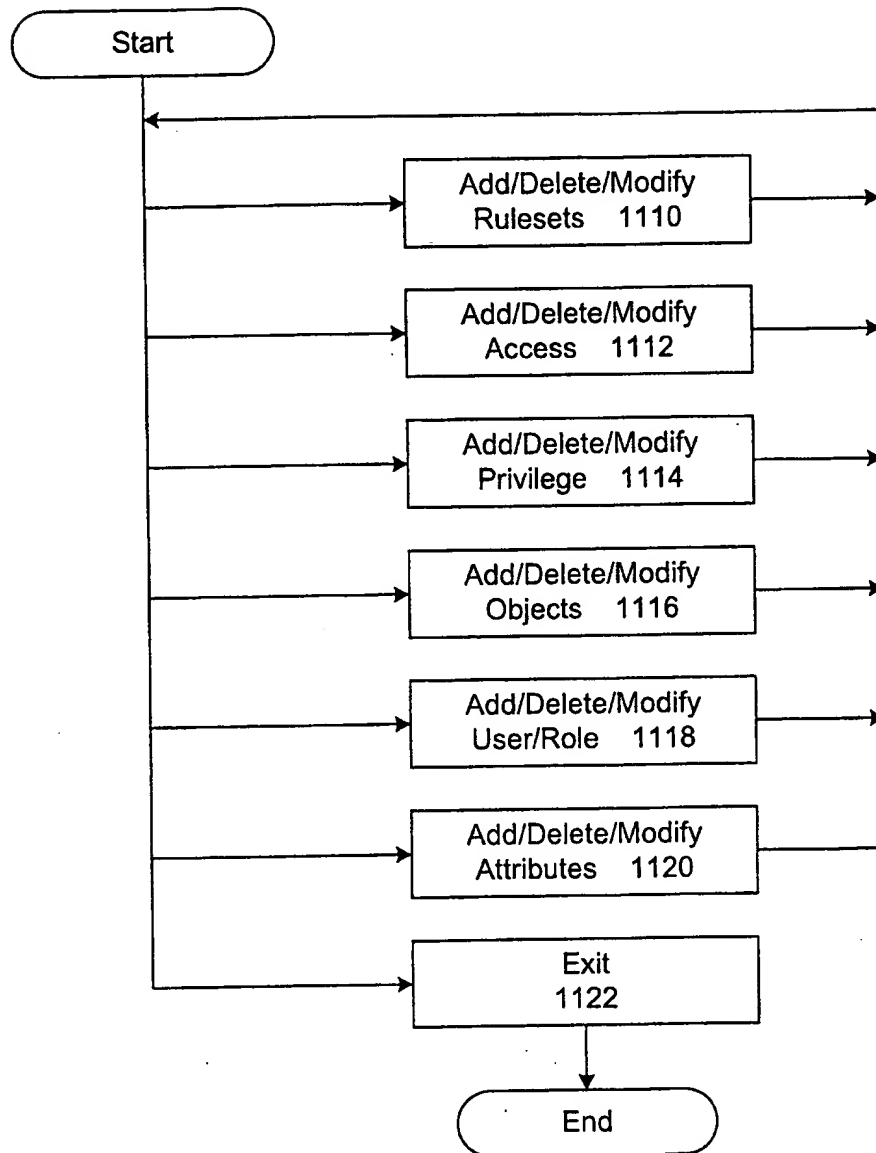 Start
Add/Delete/Modify
Rulesets 1110
Add/Delete/Modify
Access 1112
Add/Delete/Modify
Privilege 1114
Add/Delete/Modify
Objects 1116
Add/Delete/Modify
User/Role 1118
Add/Delete/Modify
Attributes 1120
Exit
1122
End